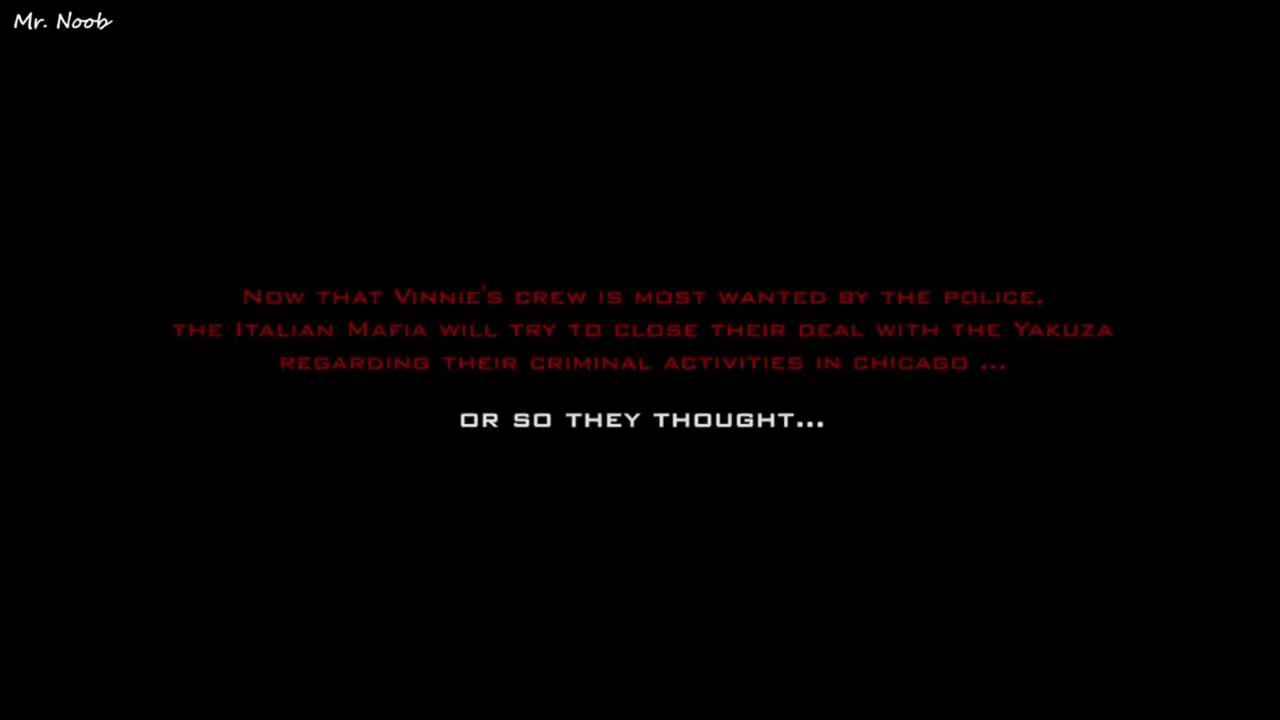 Mr. Noob
Now that Vinnie's crew is most wanted by the police,
the Italian Mafia will try to close their deal with the Yakuza
regarding their criminal activities in chicago ...
or so they thought...